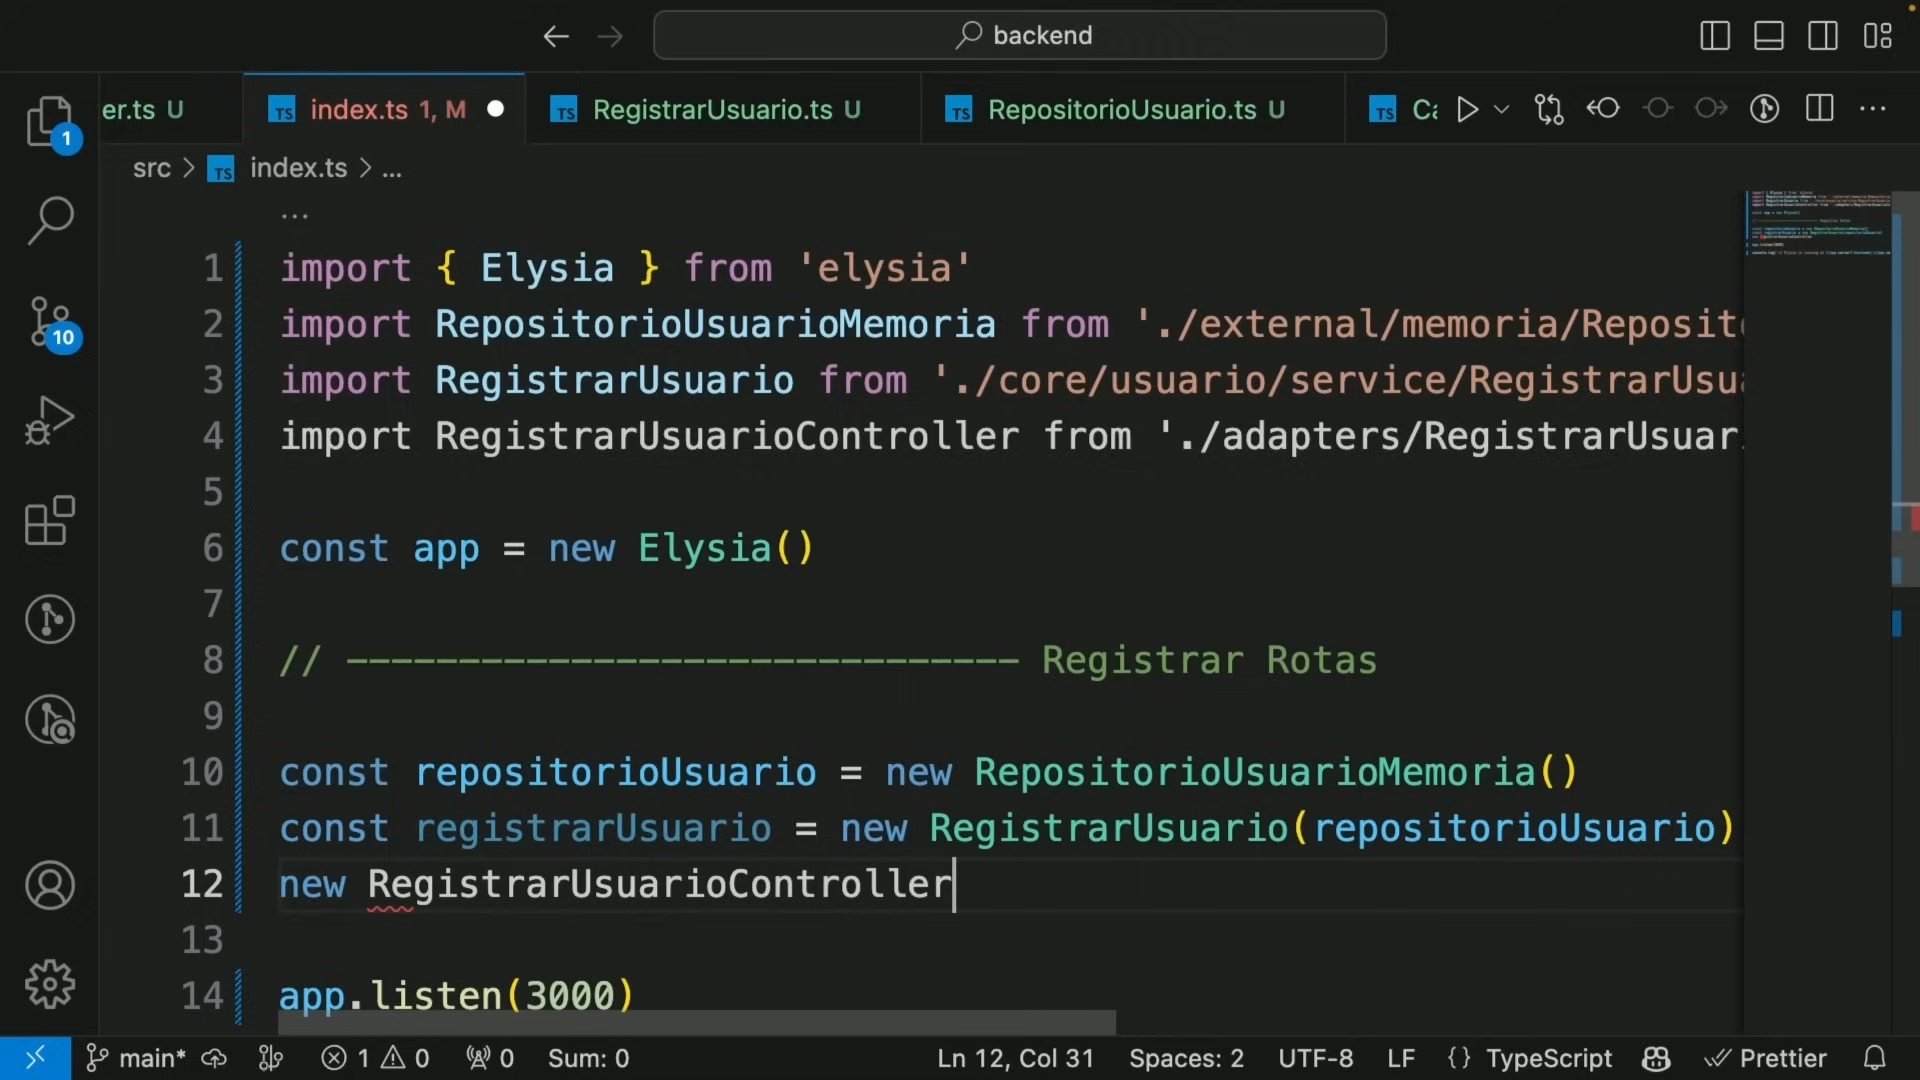 backend
er.ts U
index.ts 1, M
RegistrarUsuario.ts U
RepositorioUsuario.ts U
src > index.ts > ...
...
1 import { Elysia } from 'elysia'
2 import RepositorioUsuarioMemoria from './external/memoria/Reposito
3 import RegistrarUsuario from './core/usuario/service/RegistrarUsua
4 import RegistrarUsuarioController from './adapters/RegistrarUsuar
5
6 const app = new Elysia()
7
8 // ------------------------------ Registrar Rotas
9
10 const repositorioUsuario = new RepositorioUsuarioMemoria()
11 const registrarUsuario = new RegistrarUsuario(repositorioUsuario)
12 new RegistrarUsuarioController
13
14 app.listen(3000)
1
10
main* 1 0 0 Sum: 0 Ln 12, Col 31 Spaces: 2 UTF-8 LF {} TypeScript Prettier